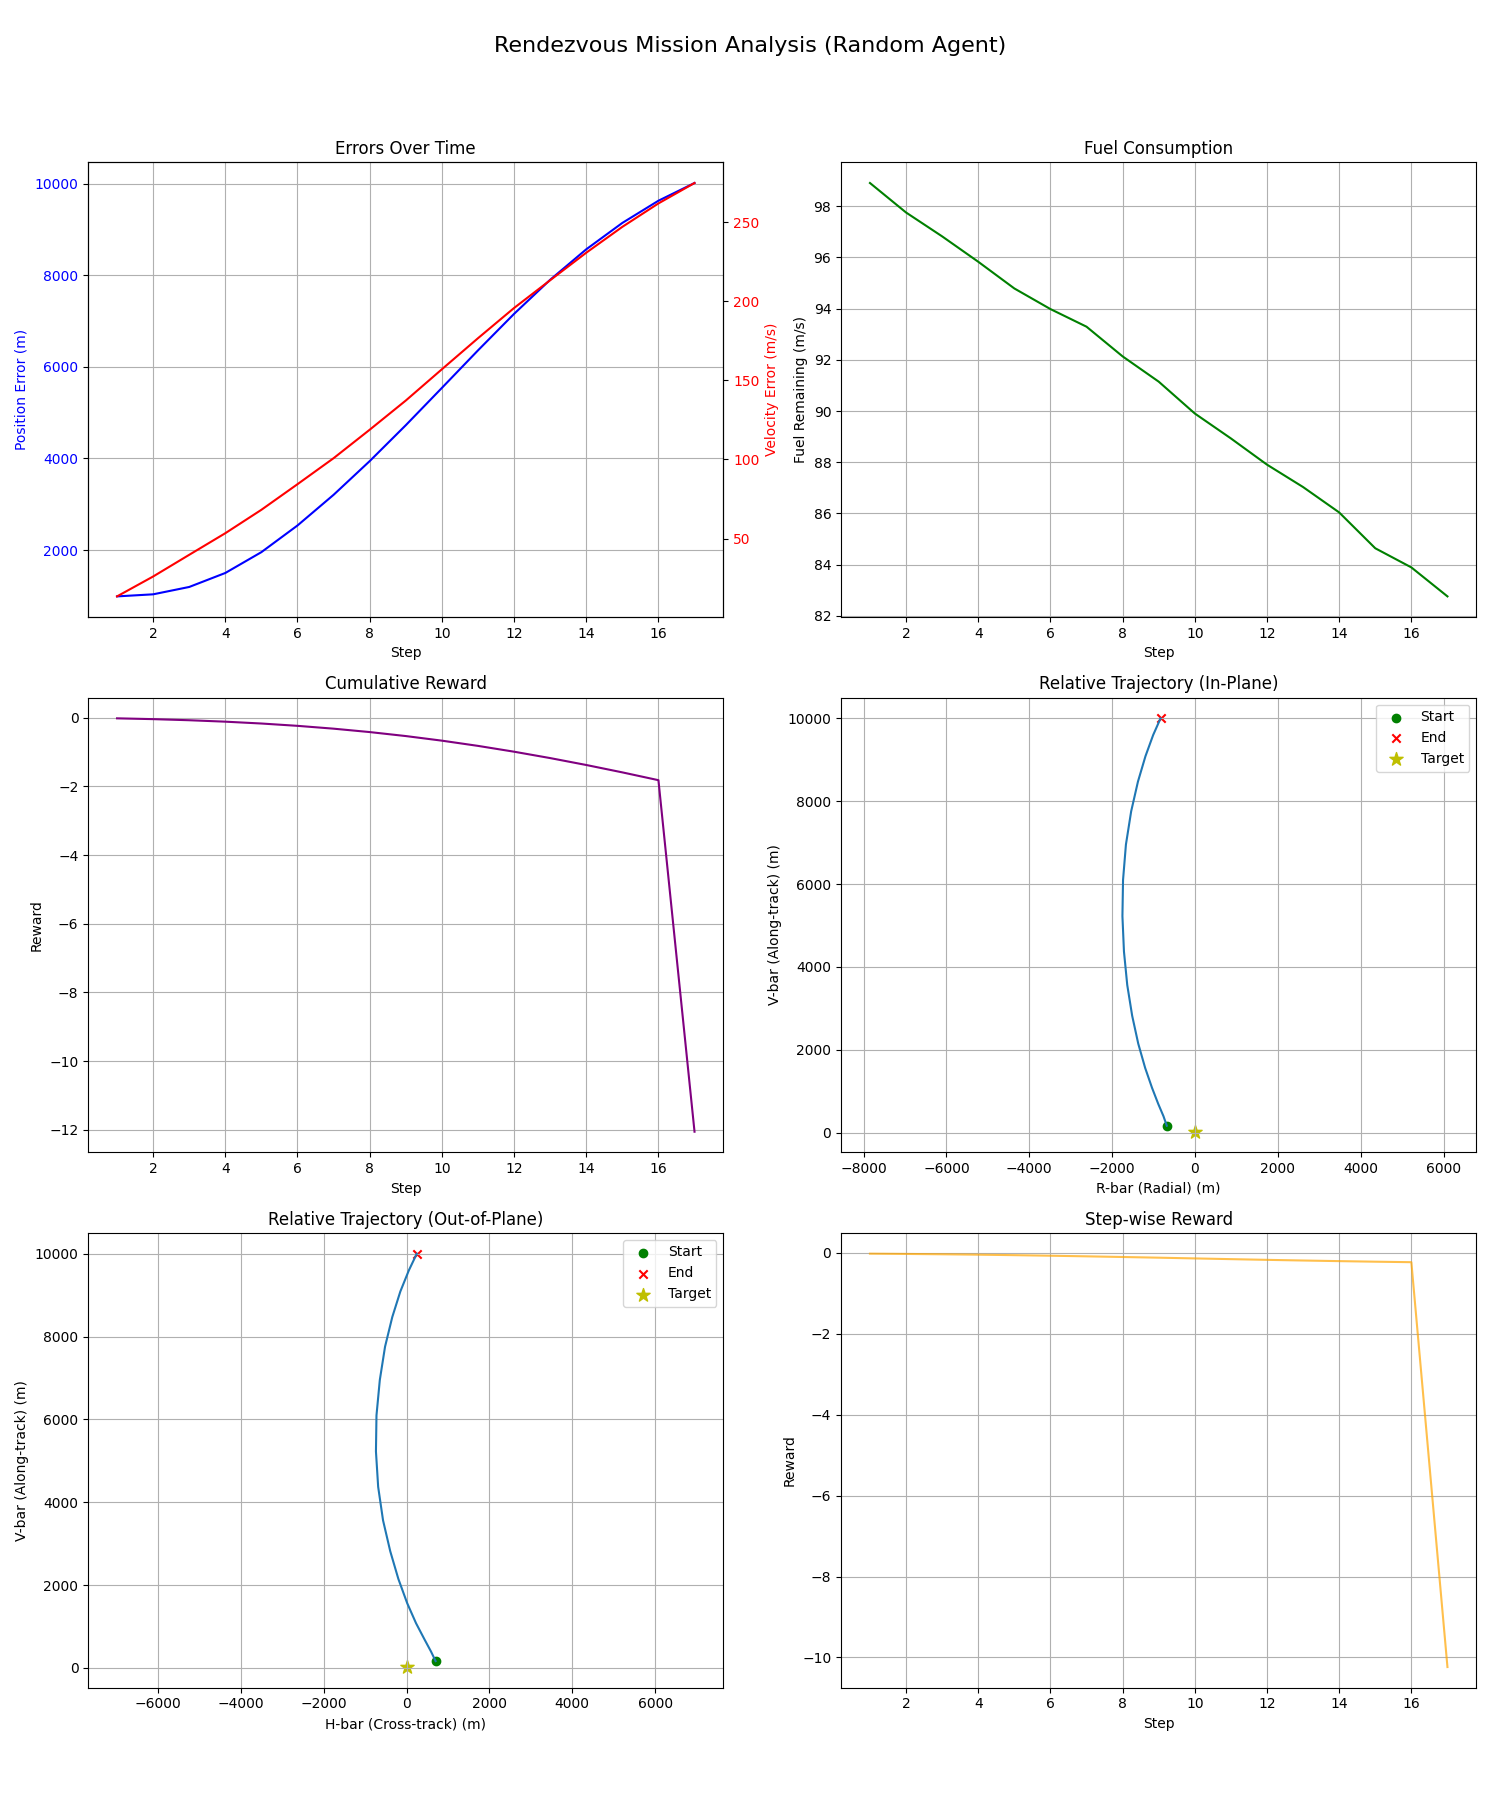 Rendezvous Mission Analysis (Random Agent)
Errors Over Time
10000
8000
6000
4000
2000
Position Error (m)
250
200
150
100
50
Velocity Error (m/s)
2 4 6 8 10 12 14 16
Step
Fuel Consumption
98
96
94
92
90
88
86
84
82
Fuel Remaining (m/s)
2 4 6 8 10 12 14 16
Step
Cumulative Reward
0
−2
−4
−6
−8
−10
−12
Reward
2 4 6 8 10 12 14 16
Step
Relative Trajectory (In-Plane)
Start
End
Target
10000
8000
6000
4000
2000
0
V-bar (Along-track) (m)
−8000 −6000 −4000 −2000 0 2000 4000 6000
R-bar (Radial) (m)
Relative Trajectory (Out-of-Plane)
Start
End
Target
10000
8000
6000
4000
2000
0
V-bar (Along-track) (m)
−6000 −4000 −2000 0 2000 4000 6000
H-bar (Cross-track) (m)
Step-wise Reward
0
−2
−4
−6
−8
−10
Reward
2 4 6 8 10 12 14 16
Step